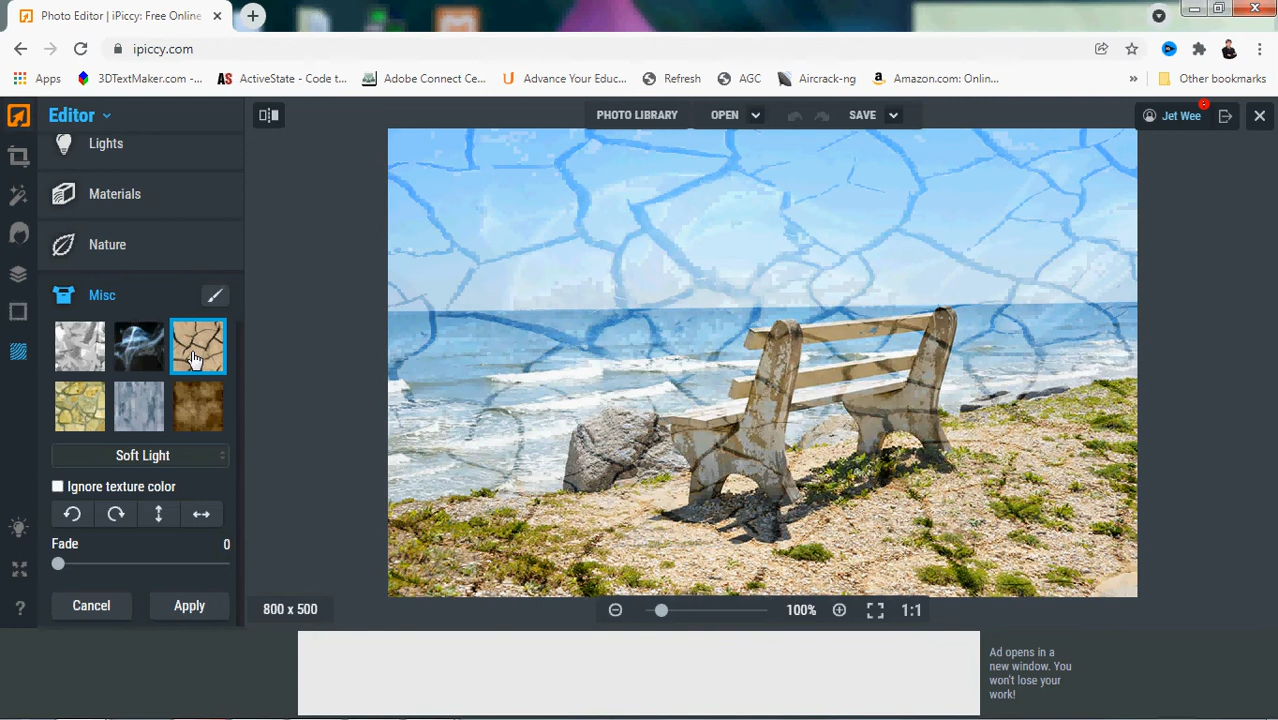 Photo Editor | iPiccy: Free Online
ipiccy.com
Apps 3DTextMaker.com -... ActiveState - Code t... Adobe Connect Ce... Advance Your Educ... Refresh AGC Aircrack-ng Amazon.com: Onlin... » Other bookmarks
Editor PHOTO LIBRARY OPEN SAVE Jet Wee
Lights
Materials
Nature
Misc
Soft Light
Ignore texture color
Fade 0
Cancel Apply 800 x 500 100% 1:1
Ad opens in a
new window. You
won't lose your
work!